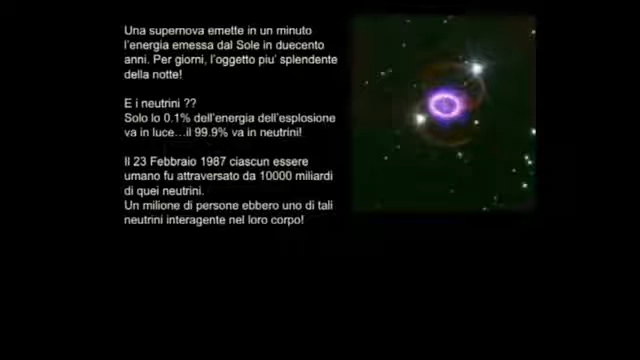 Una supernova emette in un minuto
l'energia emessa dal Sole in duecento
anni. Per giorni, l'oggetto piu' splendente
della notte!
E i neutrini ??
Solo lo 0.1% dell'energia dell'esplosione
va in luce…il 99.9% va in neutrini!
Il 23 Febbraio 1987 ciascun essere
umano fu attraversato da 10000 miliardi
di quei neutrini.
Un milione di persone ebbero uno di tali
neutrini interagente nel loro corpo!